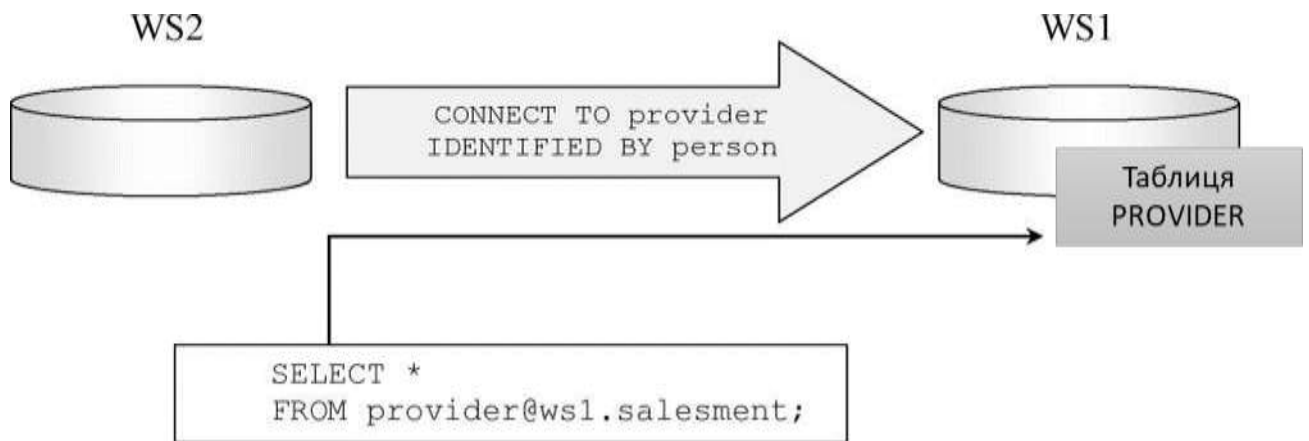 WS2
WS1
CONNECT TO provider
IDENTIFIED BY person
Таблиця
PROVIDER
SELECT *
FROM provider@ws1.salesment;